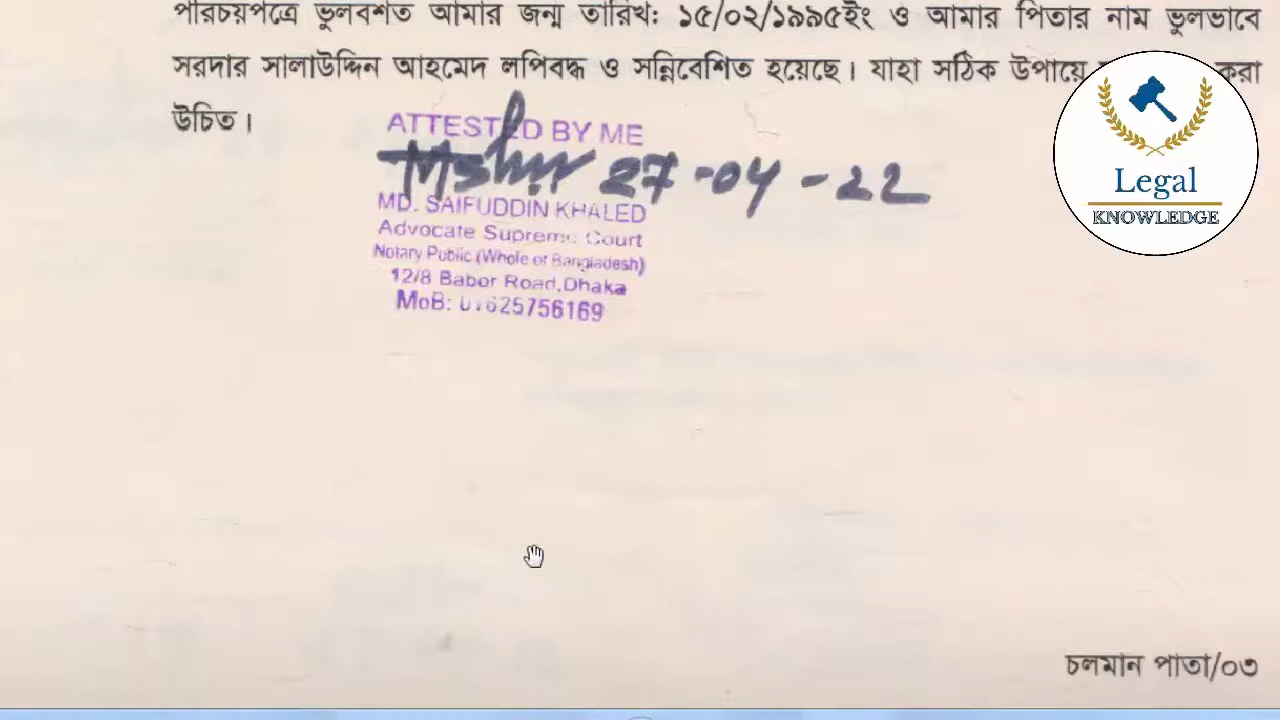 পরিচয়পত্রে ভুলবশত আমার জন্ম তারিখ: ১৫/০২/১৯৯৫ইং ও আমার পিতার নাম ভুলভাবে
সরদার সালাউদ্দিন আহমেদ লপিবদ্ধ ও সন্নিবেশিত হয়েছে। যাহা সঠিক উপায়ে করা
উচিত।
ATTESTED BY ME
27-04-22
MD. SAIFUDDIN KHALED
Advocate Supreme Court
Notary Public (Whole of Bangladesh)
12/8 Babor Road, Dhaka
MoB: 01625756169
Legal
KNOWLEDGE
চলমান পাতা/০৩